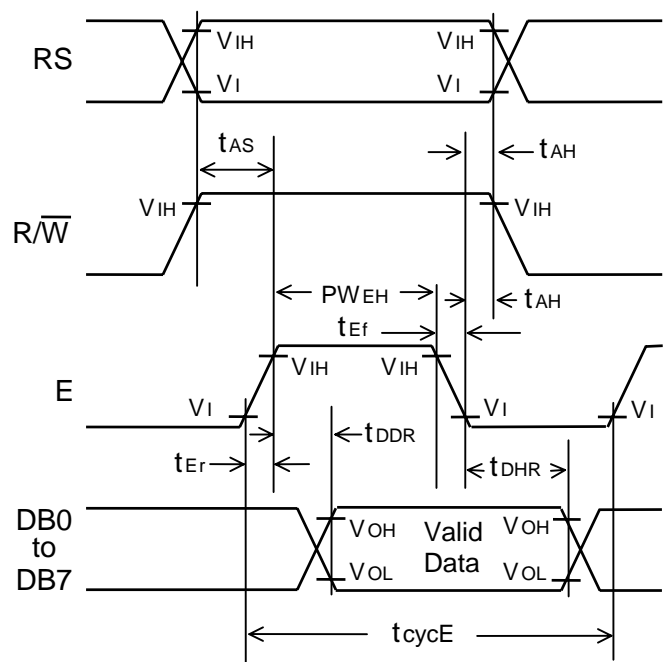 RS
VIH
VI
VIH
VI
tAS
tAH
R/W̅
VIH
VIH
PWEH
tAH
tEf
E
VI
VIH
VIH
VI
VI
tEr
tDDR
tDHR
DB0
to
DB7
VOH
VOL
Valid
Data
VOH
VOL
tcycE